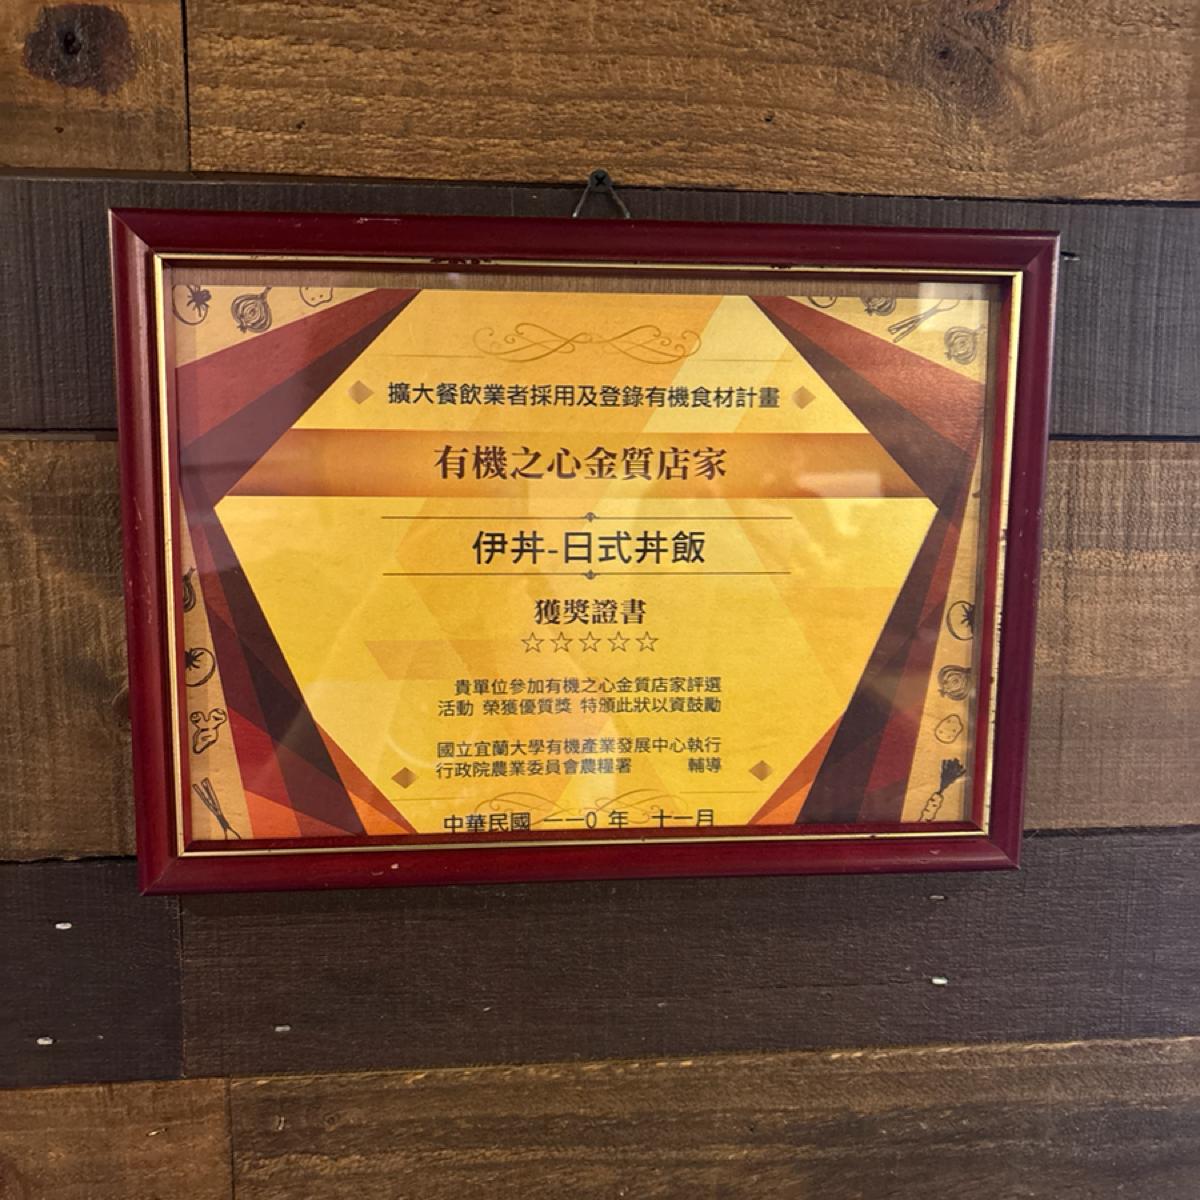 擴大餐飲業者採用及登錄有機食材計畫
有機之心金質店家
伊丼-日式丼飯
獲獎證書
☆☆☆☆☆
貴單位參加有機之心金質店家評選
活動 榮獲優質獎 特頒此狀以資鼓勵
國立宜蘭大學有機產業發展中心執行
行政院農業委員會農糧署 輔導
中華民國 一一0 年 十一月